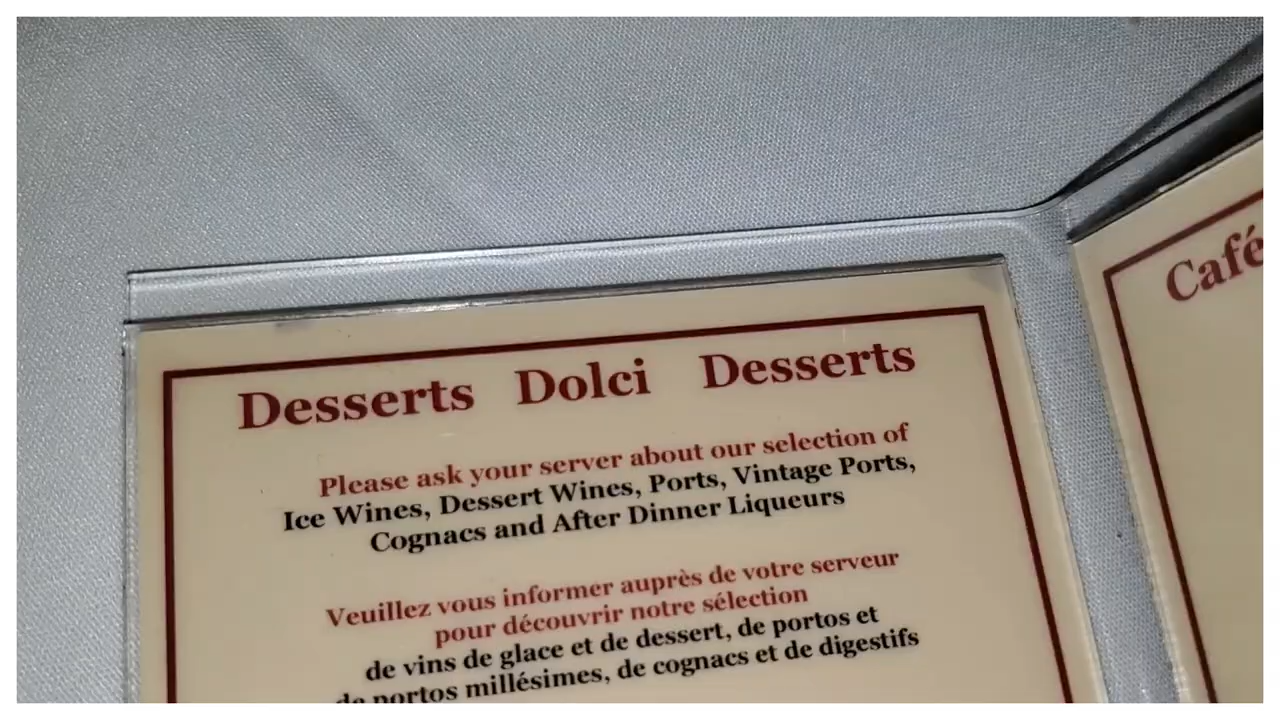 Desserts Dolci Desserts
Please ask your server about our selection of
Ice Wines, Dessert Wines, Ports, Vintage Ports,
Cognacs and After Dinner Liqueurs
Veuillez vous informer auprès de votre serveur
pour découvrir notre sélection
de vins de glace et de dessert, de portos et
de portos millésimes, de cognacs et de digestifs
Café